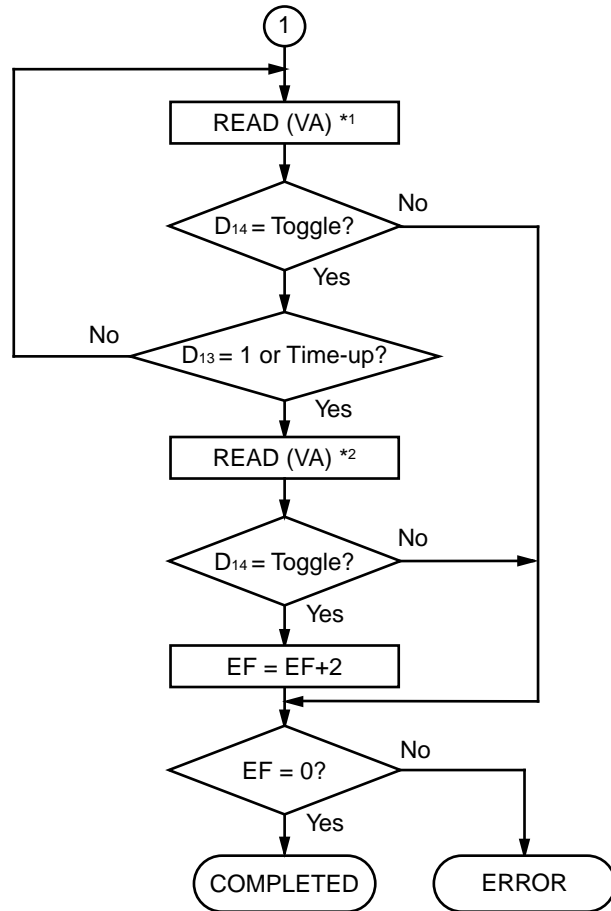 1
READ (VA) *1
No
D14 = Toggle?
Yes
No
D13 = 1 or Time-up?
Yes
READ (VA) *2
No
D14 = Toggle?
Yes
EF = EF+2
No
EF = 0?
Yes
COMPLETED
ERROR